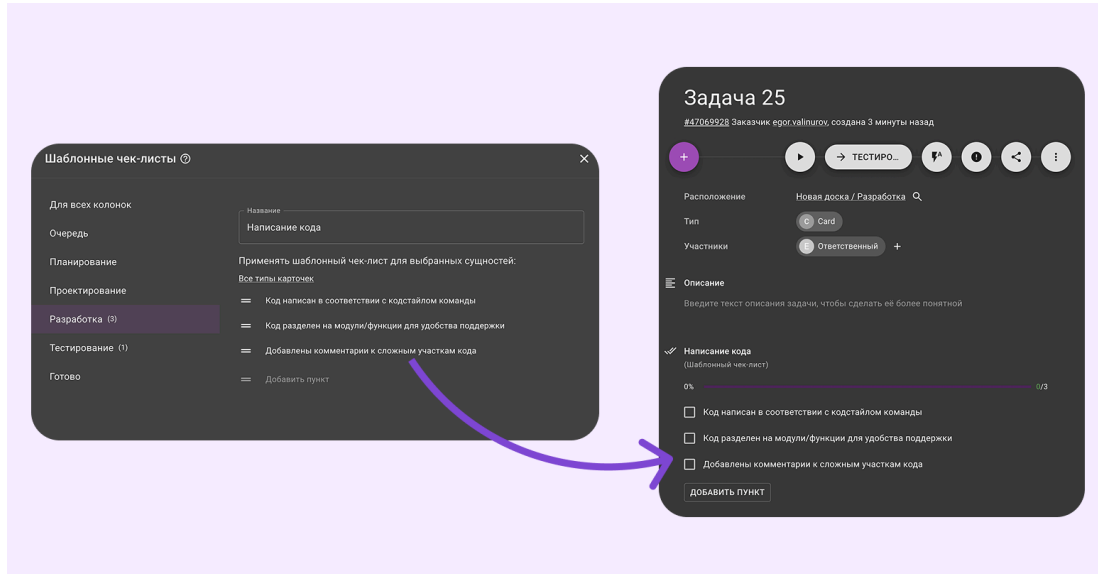 Шаблонные чек-листы
Для всех колонок
Очередь
Планирование
Проектирование
Разработка (3)
Тестирование (1)
Готово
Название
Написание кода
Применять шаблонный чек-лист для выбранных сущностей:
Все типы карточек
Код написан в соответствии с кодстайлом команды
Код разделен на модули/функции для удобства поддержки
Добавлены комментарии к сложным участкам кода
Добавить пункт
Задача 25
#47069928 Заказчик egor.valinurov, создана 3 минуты назад
ТЕСТИРО...
Расположение Новая доска / Разработка
Тип C Card
Участники E Ответственный +
Описание
Введите текст описания задачи, чтобы сделать её более понятной
Написание кода
(Шаблонный чек-лист)
0% 0/3
Код написан в соответствии с кодстайлом команды
Код разделен на модули/функции для удобства поддержки
Добавлены комментарии к сложным участкам кода
ДОБАВИТЬ ПУНКТ